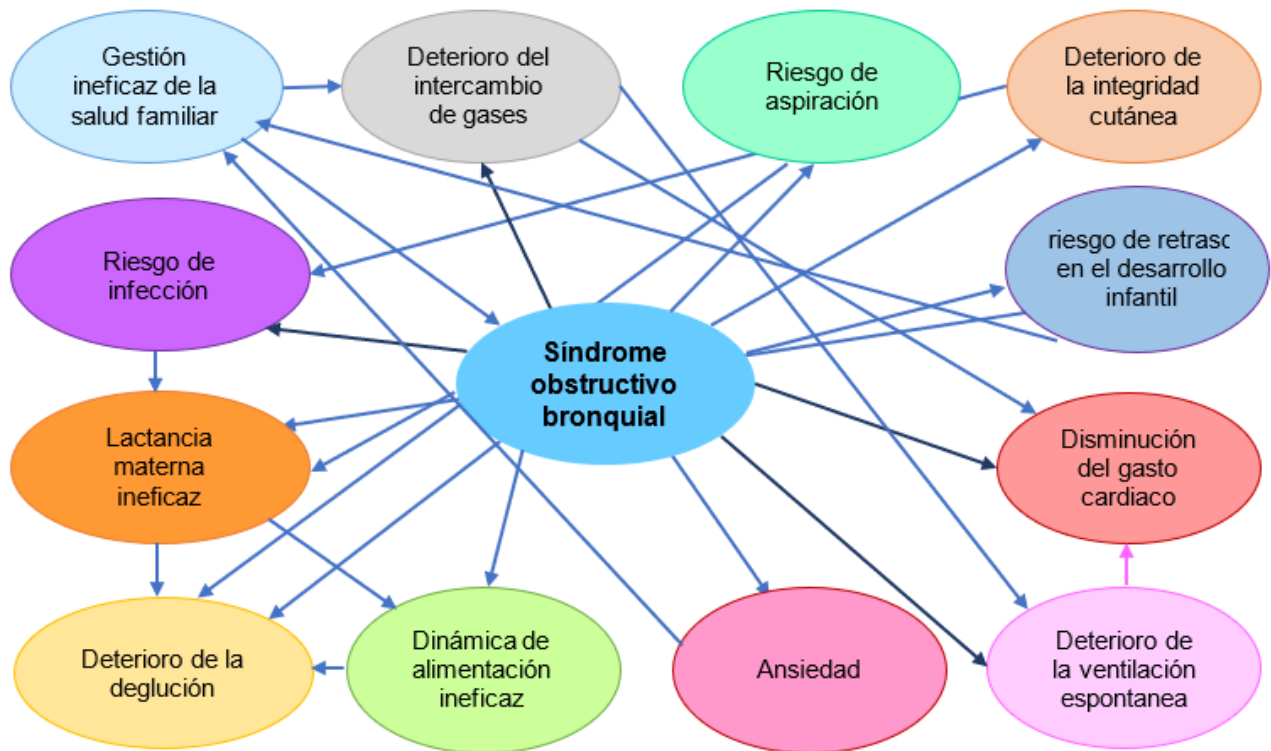 Gestión
ineficaz de la
salud familiar
Deterioro del
intercambio
de gases
Riesgo de
aspiración
Deterioro de
la integridad
cutánea
Riesgo de
infección
riesgo de retrasc
en el desarrollo
infantil
Síndrome
obstructivo
bronquial
Lactancia
materna
ineficaz
Disminución
del gasto
cardiaco
Deterioro de la
deglución
Dinámica de
alimentación
ineficaz
Ansiedad
Deterioro de
la ventilación
espontanea